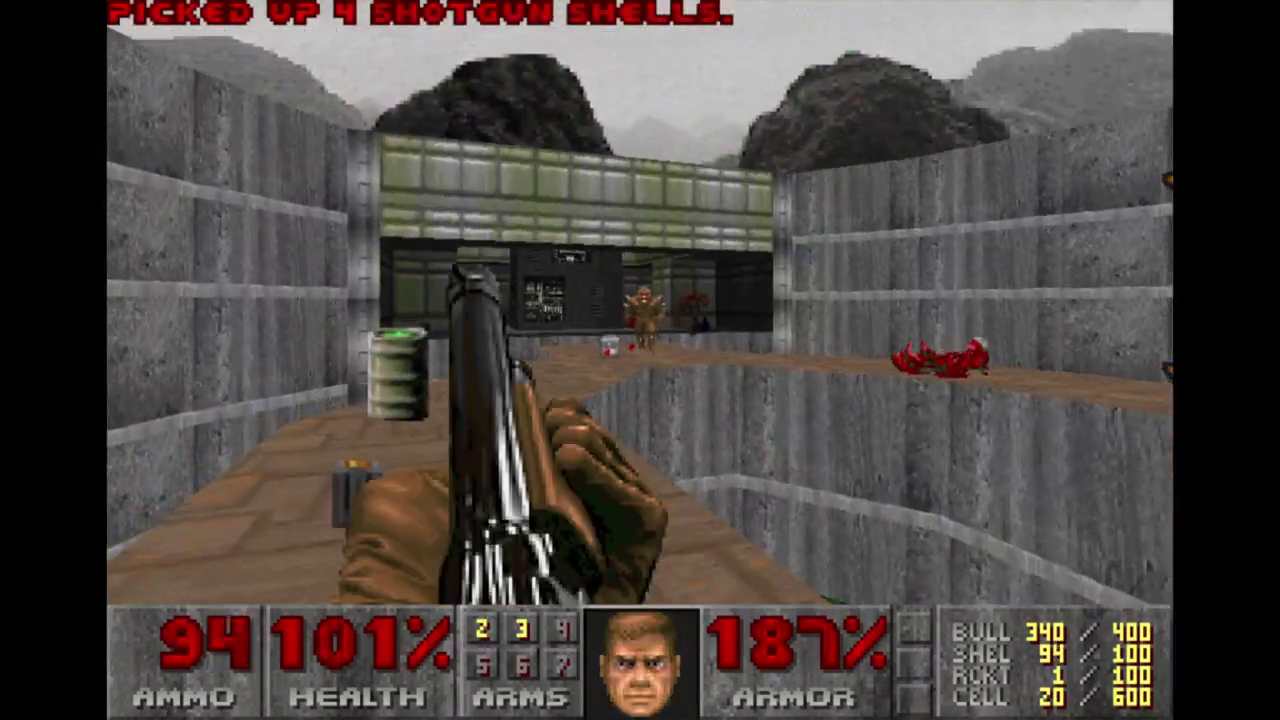 PICKED UP 4 SHOTGUN SHELLS.
94 101% 2 3 4 187%
5 6 7
AMMO HEALTH ARMS ARMOR
BULL 340 / 400
SHEL 94 / 100
RCKT 1 / 100
CELL 20 / 600